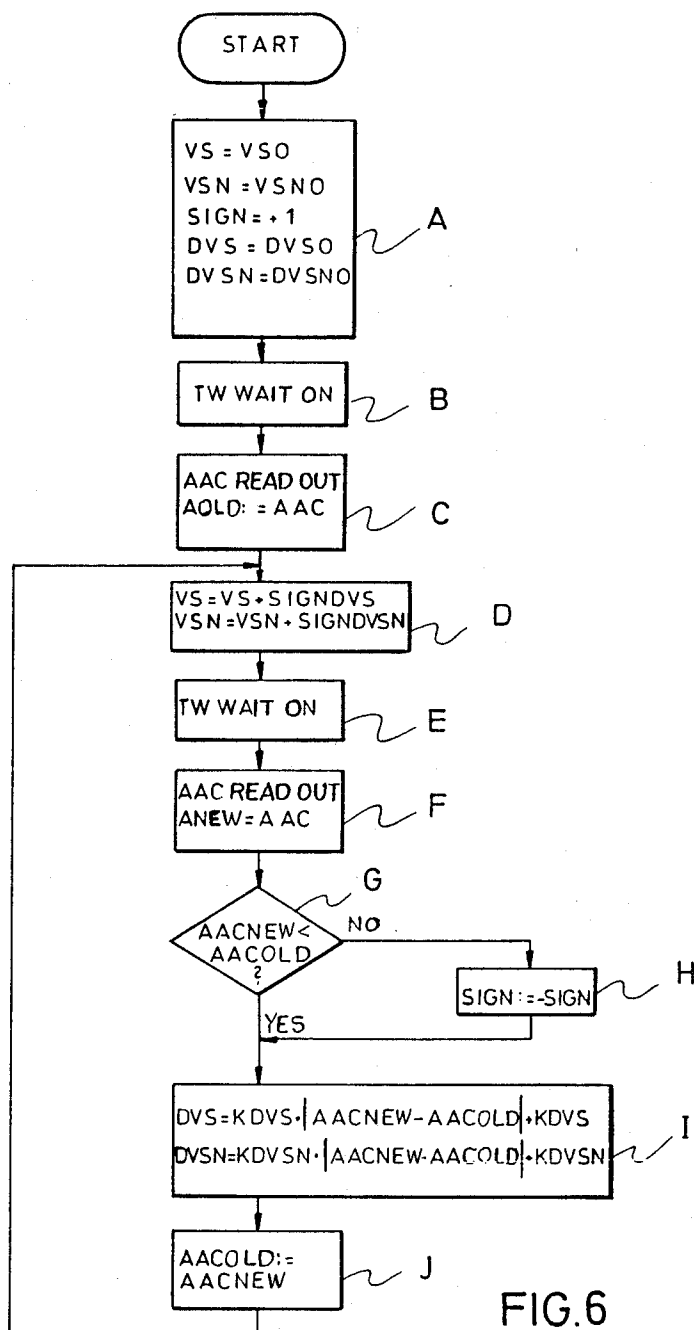 START
VS = VSO
VSN = VSNO
SIGN = + 1
DVS = DVSO
DVSN = DVSNO
A
TW WAIT ON
B
AAC READ OUT
AOLD: = AAC
C
VS = VS + SIGNDVS
VSN = VSN + SIGNDVSN
D
TW WAIT ON
E
AAC READ OUT
ANEW = AAC
F
G
AACNEW <
AACOLD
?
NO
YES
SIGN := -SIGN
H
DVS = KDVS · |AACNEW - AACOLD| + KDVS
DVSN = KDVSN · |AACNEW - AACOLD| + KDVSN
I
AACOLD :=
AACNEW
J
FIG.6